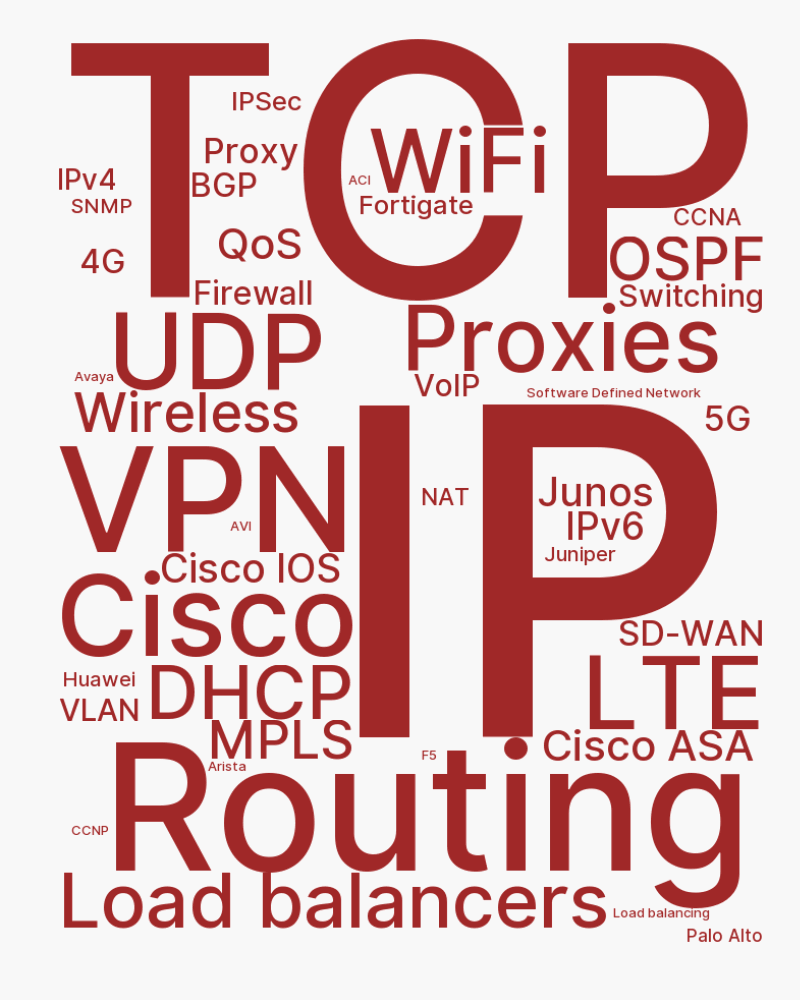 TCP
IPSec
WiFi
Proxy
IPv4
BGP
ACI
SNMP
Fortigate
CCNA
4G
QoS
OSPF
Firewall
Switching
UDP
Proxies
Avaya
VoIP
Software Defined Network
Wireless
5G
VPN
IP
NAT
Junos
AVI
IPv6
Juniper
Cisco IOS
Cisco
SD-WAN
Huawei
DHCP
LTE
VLAN
MPLS
Cisco ASA
F5
Arista
Routing
CCNP
Load balancers
Load balancing
Palo Alto